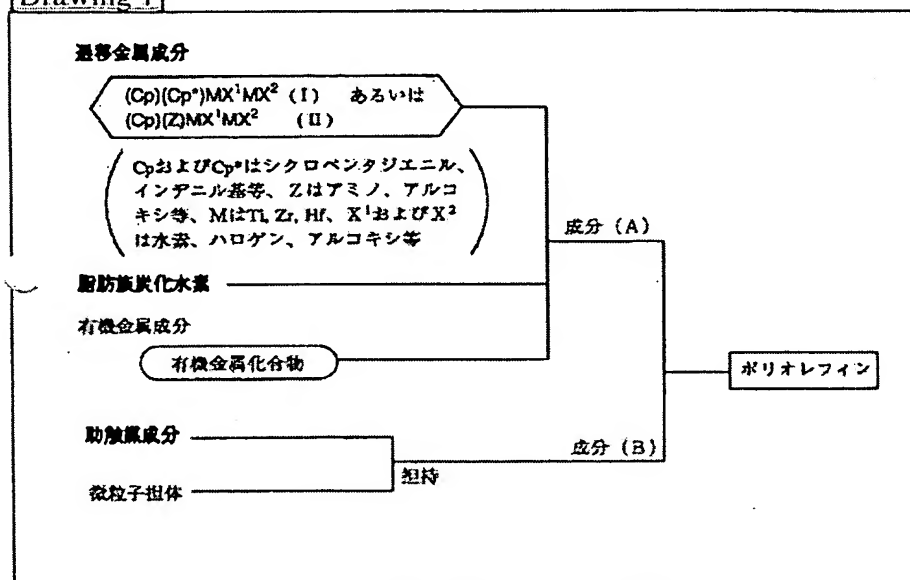 Drawing 1
遷移金属成分
(Cp)(Cp*)MX¹MX² (I) あるいは
(Cp)(Z)MX¹MX² (II)
CpおよびCp*はシクロペンタジエニル、
インデニル基等、Zはアミノ、アルコ
キシ等、MはTi, Zr, Hf、X¹およびX²
は水素、ハロゲン、アルコキシ等
成分 (A)
脂肪族炭化水素
有機金属成分
有機金属化合物
ポリオレフィン
助触媒成分
成分 (B)
担持
微粒子担体